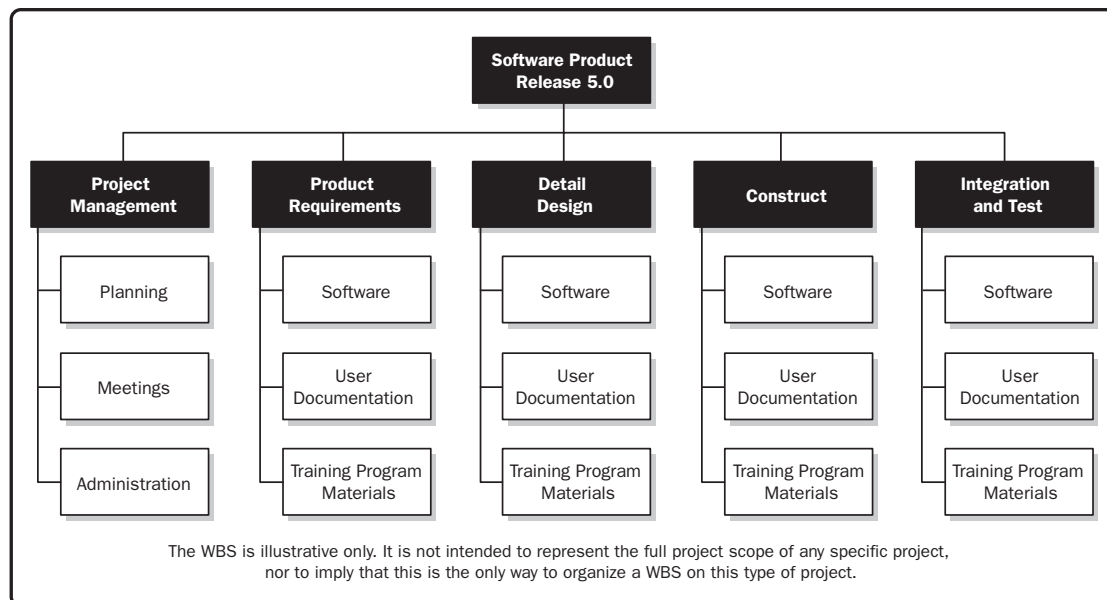 Software Product
Release 5.0
Project
Management
Product
Requirements
Detail
Design
Construct
Integration
and Test
Planning
Software
Software
Software
Software
Meetings
User
Documentation
User
Documentation
User
Documentation
User
Documentation
Administration
Training Program
Materials
Training Program
Materials
Training Program
Materials
Training Program
Materials
The WBS is illustrative only. It is not intended to represent the full project scope of any specific project,
nor to imply that this is the only way to organize a WBS on this type of project.